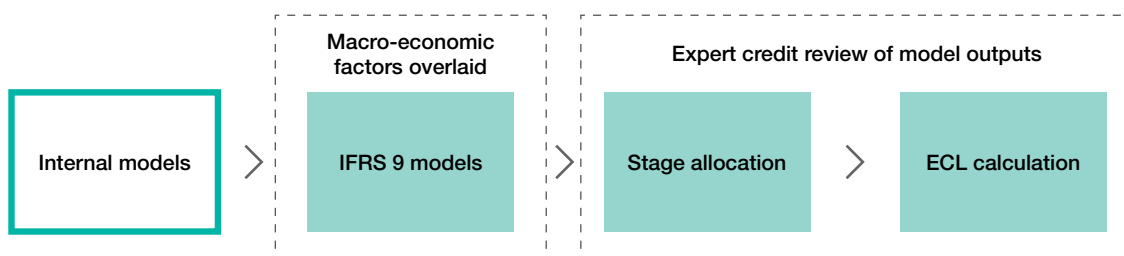 Macro-economic
factors overlaid
Expert credit review of model outputs
Internal models
IFRS 9 models
Stage allocation
ECL calculation